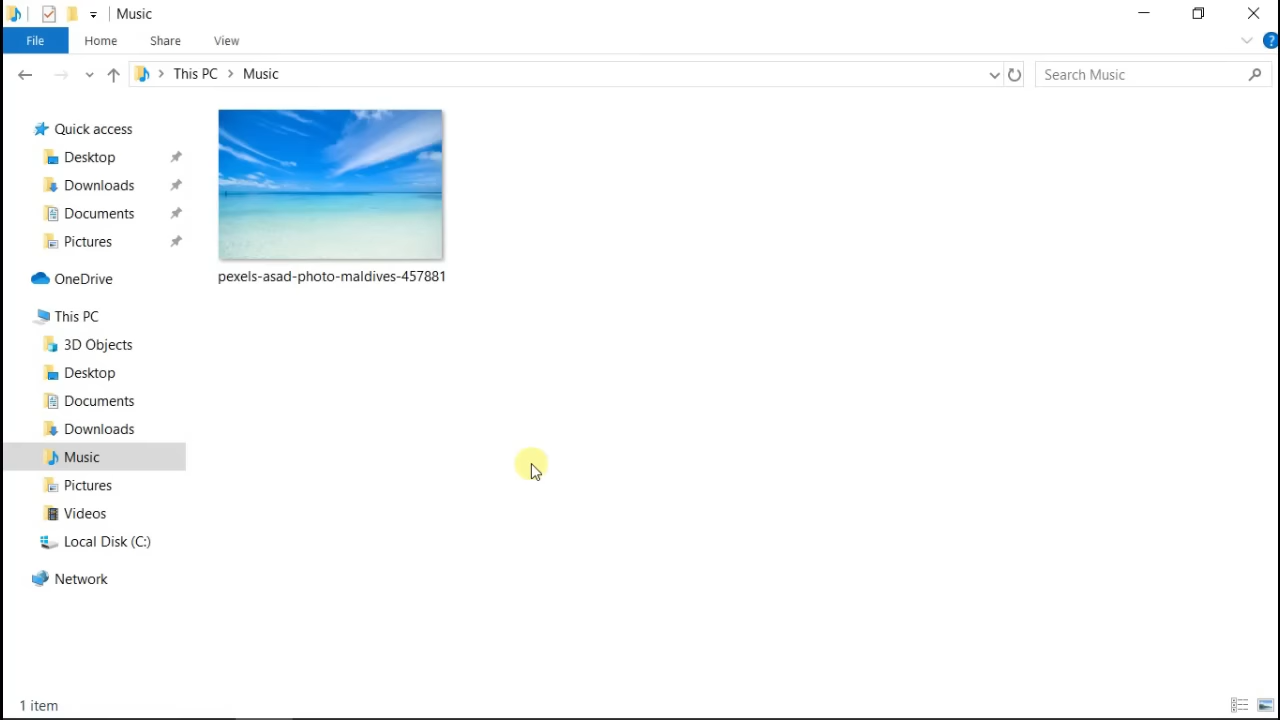 Music
File Home Share View ?
This PC Music Search Music
Quick access
Desktop
Downloads
Documents
Pictures
OneDrive
This PC
3D Objects
Desktop
Documents
Downloads
Music
Pictures
Videos
Local Disk (C:)
Network
pexels-asad-photo-maldives-457881
1 item